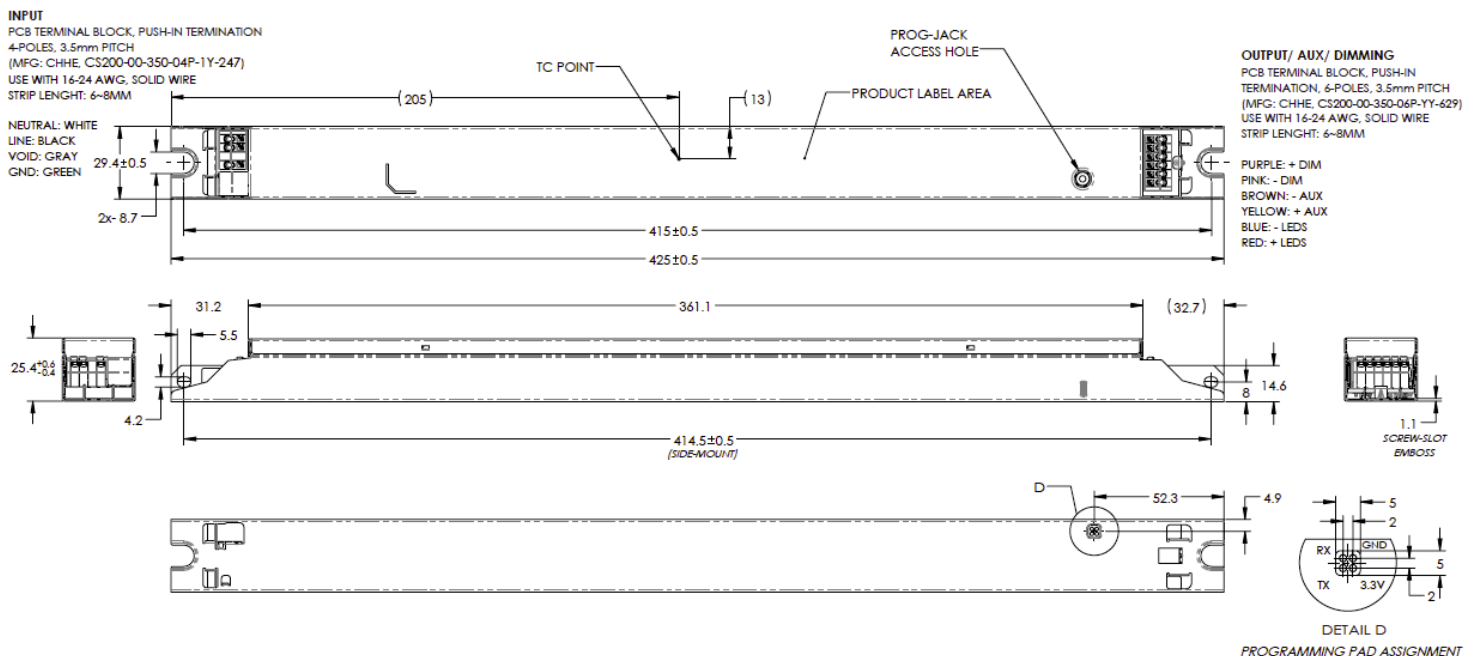 INPUT
PCB TERMINAL BLOCK, PUSH-IN TERMINATION
4-POLES, 3.5mm PITCH
(MFG: CHHE, CS200-00-350-04P-1Y-247)
USE WITH 16-24 AWG, SOLID WIRE
STRIP LENGHT: 6~8MM
NEUTRAL: WHITE
LINE: BLACK
VOID: GRAY
GND: GREEN
TC POINT
PROG-JACK
ACCESS HOLE
PRODUCT LABEL AREA
OUTPUT/ AUX/ DIMMING
PCB TERMINAL BLOCK, PUSH-IN
TERMINATION, 6-POLES, 3.5mm PITCH
(MFG: CHHE, CS200-00-350-06P-YY-629)
USE WITH 16-24 AWG, SOLID WIRE
STRIP LENGHT: 6~8MM
PURPLE: + DIM
PINK: - DIM
BROWN: - AUX
YELLOW: + AUX
BLUE: - LEDS
RED: + LEDS
(205)
(13)
29.4±0.5
2x- 8.7
415±0.5
425±0.5
31.2
361.1
(32.7)
5.5
25.4+0.6
-0.4
4.2
14.6
8
414.5±0.5
(SIDE-MOUNT)
1.1
SCREW-SLOT
EMBOSS
D
52.3
4.9
5
2
RX
GND
5
TX
3.3V
2
DETAIL D
PROGRAMMING PAD ASSIGNMENT